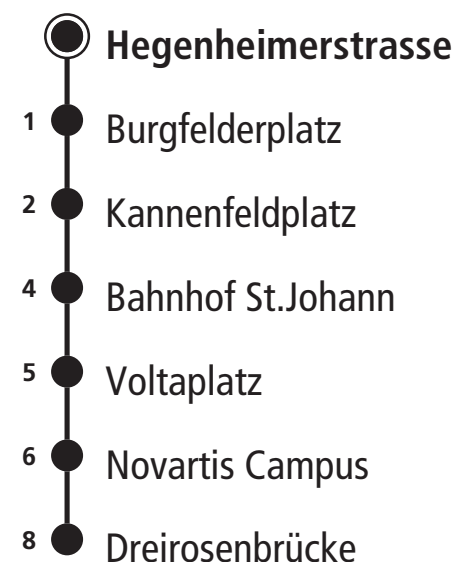 Hegenheimerstrasse
1 Burgfelderplatz
2 Kannenfeldplatz
4 Bahnhof St.Johann
5 Voltaplatz
6 Novartis Campus
8 Dreirosenbrücke